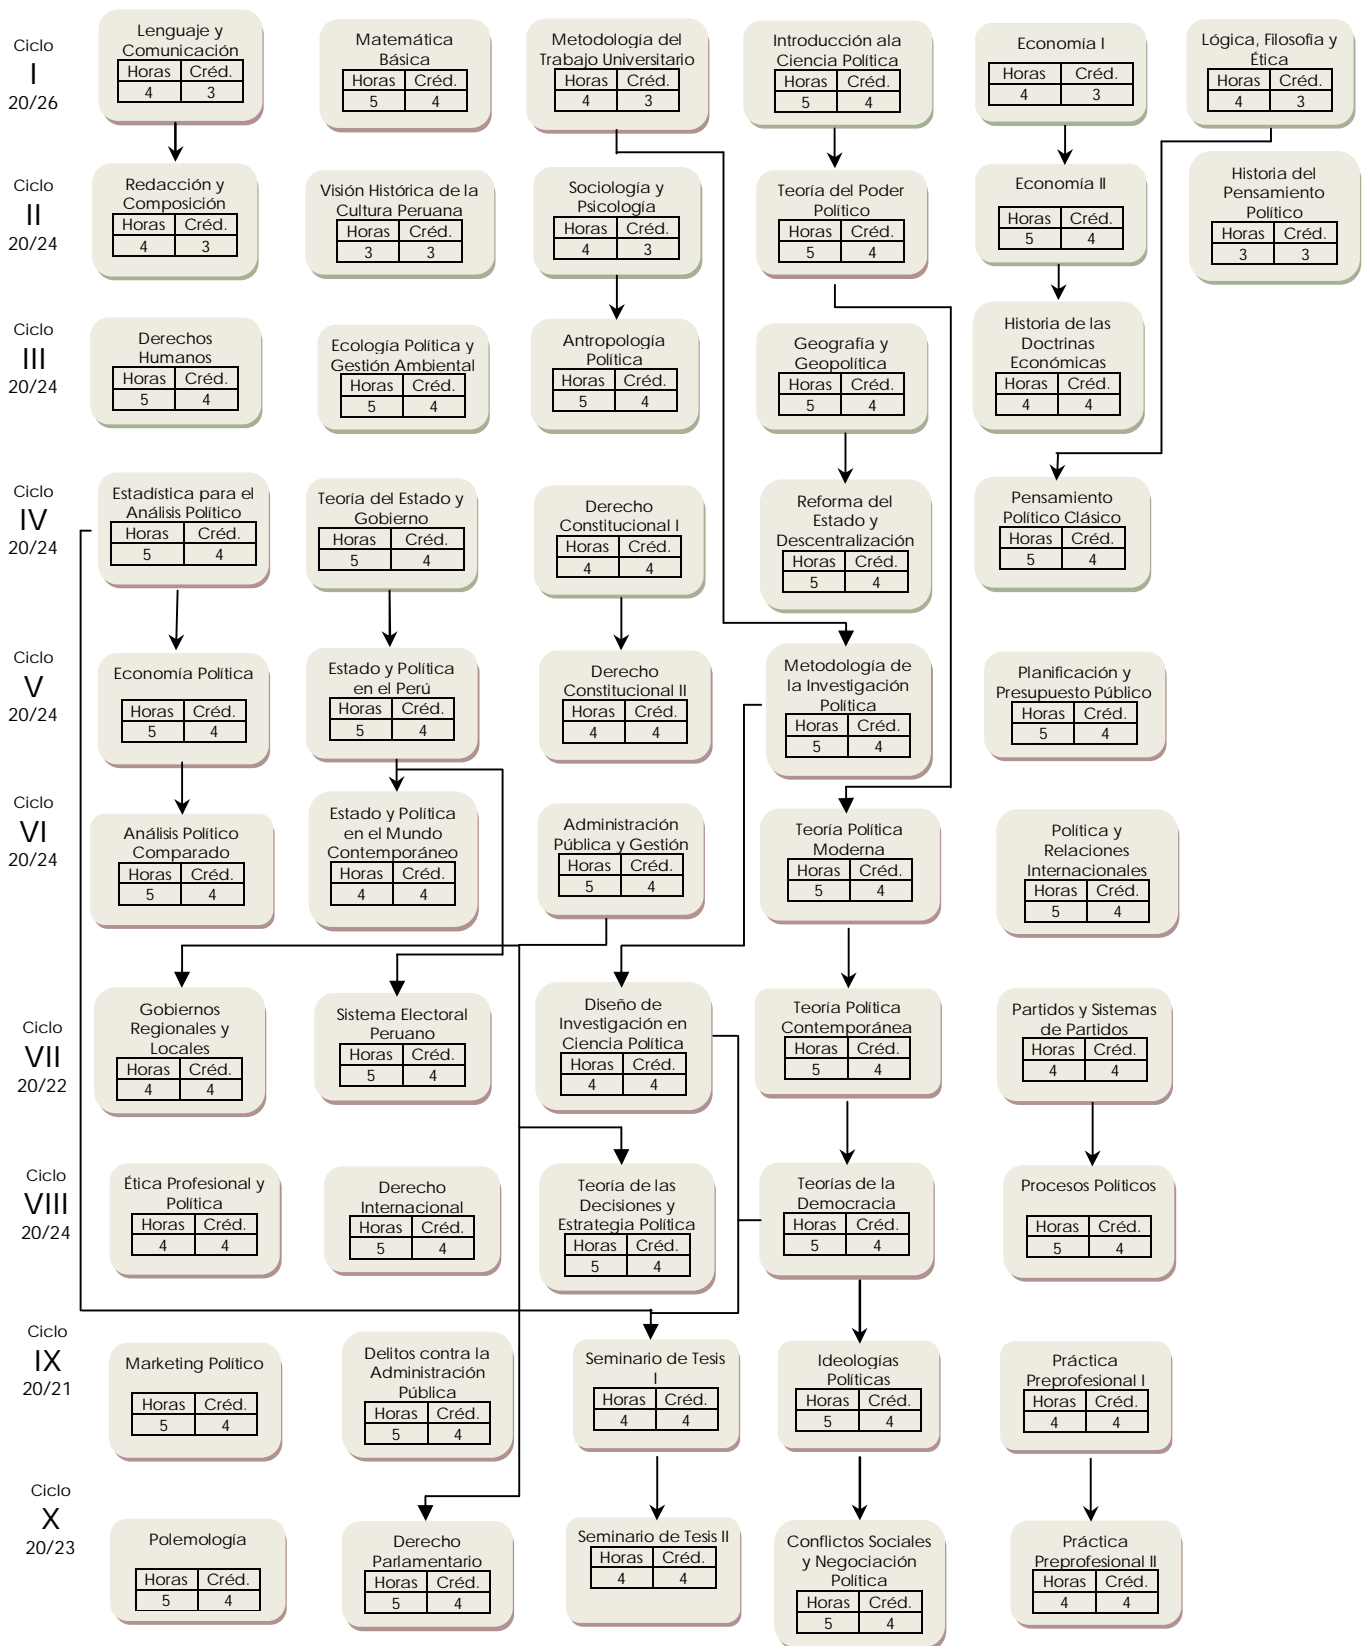 Ciclo
I
20/26
Lenguaje y
Comunicación
Horas Créd.
4 3
Matemática
Básica
Horas Créd.
5 4
Metodología del
Trabajo Universitario
Horas Créd.
4 3
Introducción ala
Ciencia Política
Horas Créd.
5 4
Economía I
Horas Créd.
4 3
Lógica, Filosofía y
Ética
Horas Créd.
4 3
Ciclo
II
20/24
Redacción y
Composición
Horas Créd.
4 3
Visión Histórica de la
Cultura Peruana
Horas Créd.
3 3
Sociología y
Psicología
Horas Créd.
4 3
Teoría del Poder
Político
Horas Créd.
5 4
Economía II
Horas Créd.
5 4
Historia del
Pensamiento
Político
Horas Créd.
3 3
Ciclo
III
20/24
Derechos
Humanos
Horas Créd.
5 4
Ecología Política y
Gestión Ambiental
Horas Créd.
5 4
Antropología
Política
Horas Créd.
5 4
Geografía y
Geopolítica
Horas Créd.
5 4
Historia de las
Doctrinas
Económicas
Horas Créd.
4 4
Ciclo
IV
20/24
Estadística para el
Análisis Político
Horas Créd.
5 4
Teoría del Estado y
Gobierno
Horas Créd.
5 4
Derecho
Constitucional I
Horas Créd.
4 4
Reforma del
Estado y
Descentralización
Horas Créd.
5 4
Pensamiento
Político Clásico
Horas Créd.
5 4
Ciclo
V
20/24
Economía Política
Horas Créd.
5 4
Estado y Política
en el Perú
Horas Créd.
5 4
Derecho
Constitucional II
Horas Créd.
4 4
Metodología de
la Investigación
Política
Horas Créd.
5 4
Planificación y
Presupuesto Público
Horas Créd.
5 4
Ciclo
VI
20/24
Análisis Político
Comparado
Horas Créd.
5 4
Estado y Política
en el Mundo
Contemporáneo
Horas Créd.
4 4
Administración
Pública y Gestión
Horas Créd.
5 4
Teoría Política
Moderna
Horas Créd.
5 4
Política y
Relaciones
Internacionales
Horas Créd.
5 4
Ciclo
VII
20/22
Gobiernos
Regionales y
Locales
Horas Créd.
4 4
Sistema Electoral
Peruano
Horas Créd.
5 4
Diseño de
Investigación en
Ciencia Política
Horas Créd.
4 4
Teoría Política
Contemporánea
Horas Créd.
5 4
Partidos y Sistemas
de Partidos
Horas Créd.
4 4
Ciclo
VIII
20/24
Ética Profesional y
Política
Horas Créd.
4 4
Derecho
Internacional
Horas Créd.
5 4
Teoría de las
Decisiones y
Estrategia Política
Horas Créd.
5 4
Teorías de la
Democracia
Horas Créd.
5 4
Procesos Políticos
Horas Créd.
5 4
Ciclo
IX
20/21
Marketing Político
Horas Créd.
5 4
Delitos contra la
Administración
Pública
Horas Créd.
5 4
Seminario de Tesis
I
Horas Créd.
4 4
Ideologías
Políticas
Horas Créd.
5 4
Práctica
Preprofesional I
Horas Créd.
4 4
Ciclo
X
20/23
Polemología
Horas Créd.
5 4
Derecho
Parlamentario
Horas Créd.
5 4
Seminario de Tesis II
Horas Créd.
4 4
Conflictos Sociales
y Negociación
Política
Horas Créd.
5 4
Práctica
Preprofesional II
Horas Créd.
4 4